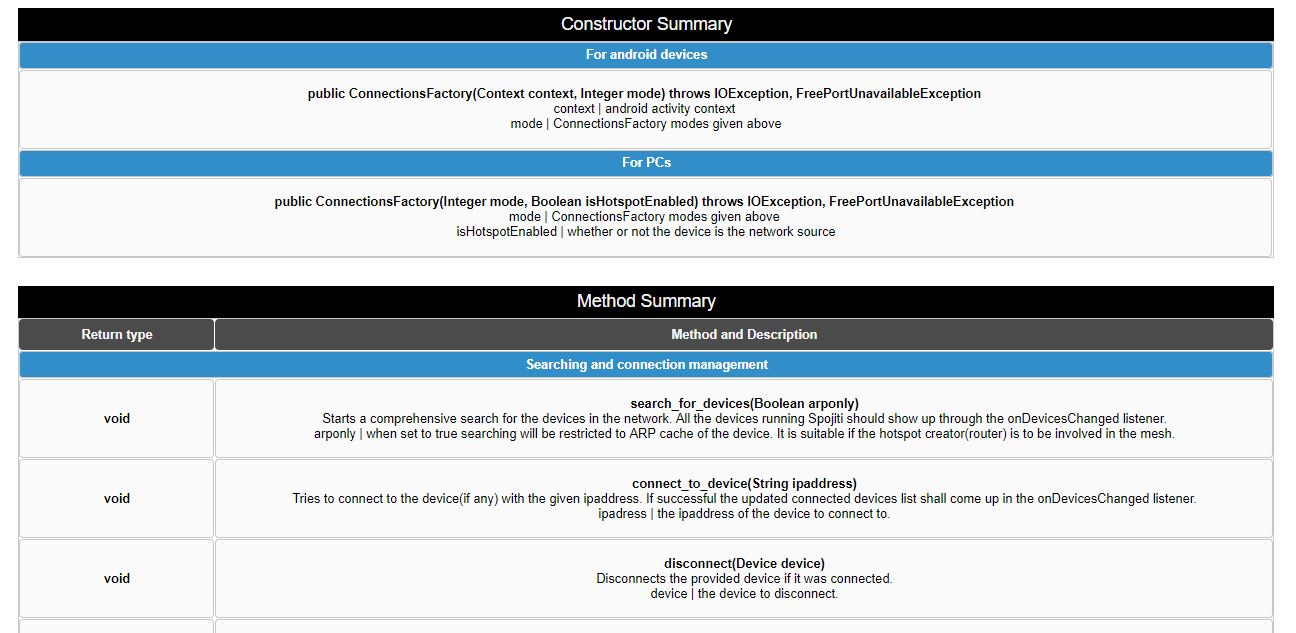 Constructor Summary
For android devices
public ConnectionsFactory(Context context, Integer mode) throws IOException, FreePortUnavailableException
context | android activity context
mode | ConnectionsFactory modes given above
For PCs
public ConnectionsFactory(Integer mode, Boolean isHotspotEnabled) throws IOException, FreePortUnavailableException
mode | ConnectionsFactory modes given above
isHotspotEnabled | whether or not the device is the network source
Method Summary
Return type
Method and Description
Searching and connection management
void
search_for_devices(Boolean arponly)
Starts a comprehensive search for the devices in the network. All the devices running Spojiti should show up through the onDevicesChanged listener.
arponly | when set to true searching will be restricted to ARP cache of the device. It is suitable if the hotspot creator(router) is to be involved in the mesh.
void
connect_to_device(String ipaddress)
Tries to connect to the device(if any) with the given ipaddress. If successful the updated connected devices list shall come up in the onDevicesChanged listener.
ipadress | the ipaddress of the device to connect to.
void
disconnect(Device device)
Disconnects the provided device if it was connected.
device | the device to disconnect.